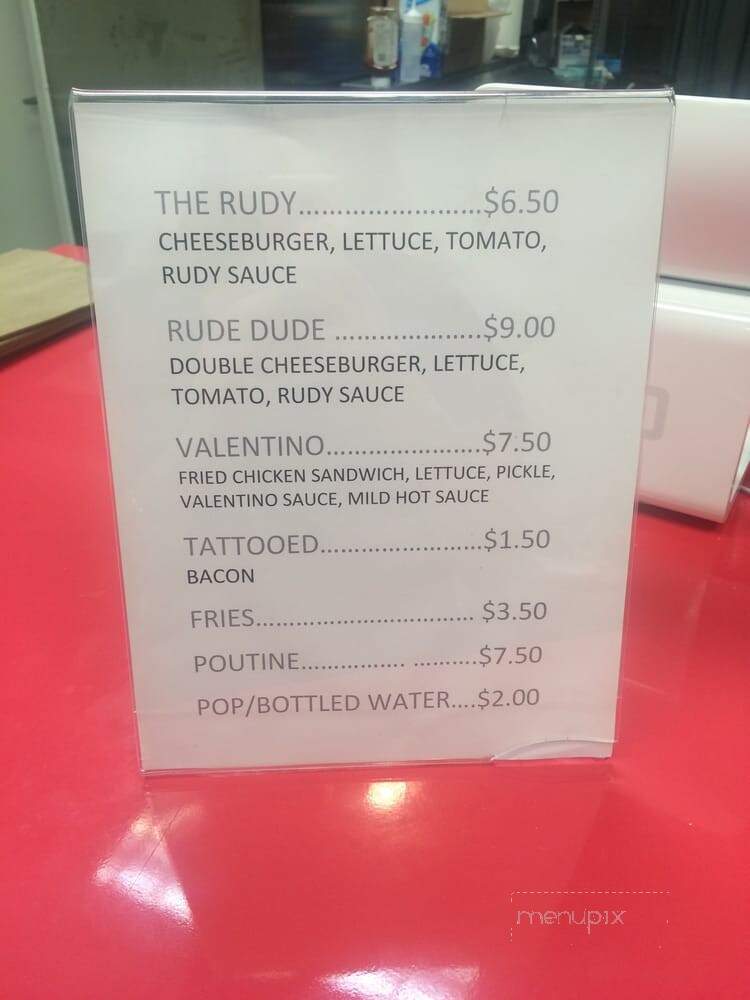 THE RUDY.......................$6.50
CHEESEBURGER, LETTUCE, TOMATO,
RUDY SAUCE
RUDE DUDE ...................$9.00
DOUBLE CHEESEBURGER, LETTUCE,
TOMATO, RUDY SAUCE
VALENTINO....................$7.50
FRIED CHICKEN SANDWICH, LETTUCE, PICKLE,
VALENTINO SAUCE, MILD HOT SAUCE
TATTOOED.......................$1.50
BACON
FRIES............................... $3.50
POUTINE............... ..........$7.50
POP/BOTTLED WATER....$2.00
menupix